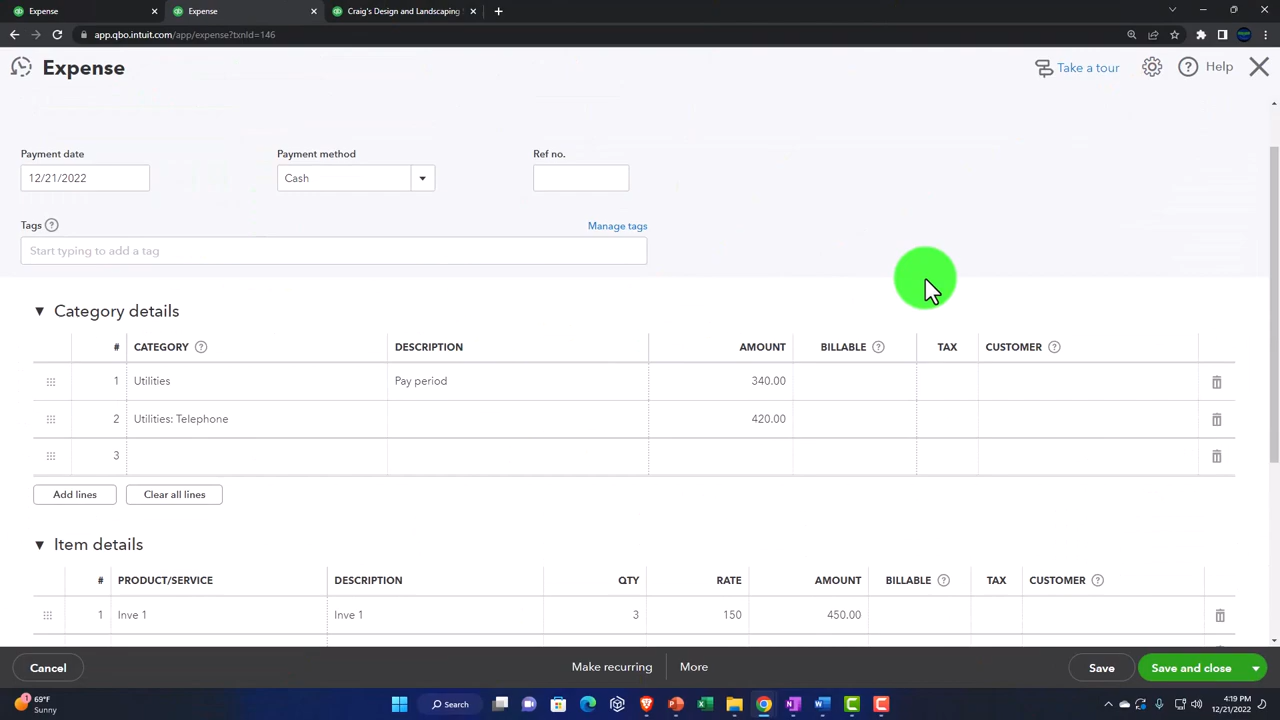 Expense
Expense
Craig's Design and Landscaping
app.qbo.intuit.com/app/expense?txnId=146
Expense
Take a tour
Help
Payment date
Payment method
Ref no.
12/21/2022
Cash
Tags
Manage tags
Start typing to add a tag
Category details
# CATEGORY DESCRIPTION AMOUNT BILLABLE TAX CUSTOMER
1 Utilities Pay period 340.00
2 Utilities: Telephone 420.00
3
Add lines
Clear all lines
Item details
# PRODUCT/SERVICE DESCRIPTION QTY RATE AMOUNT BILLABLE TAX CUSTOMER
1 Inve 1 Inve 1 3 150 450.00
Cancel
Make recurring
More
Save
Save and close
69°F
Sunny
Search
4:19 PM
12/21/2022